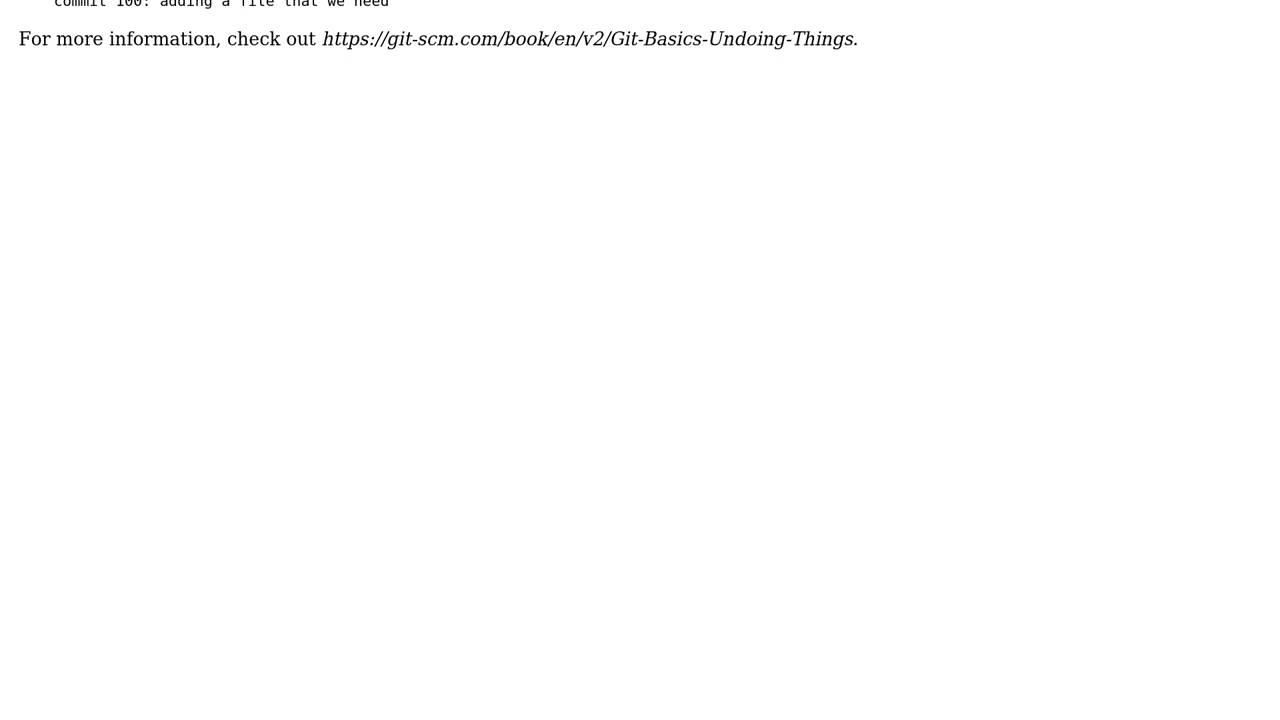 commit 100: adding a file that we need
For more information, check out https://git-scm.com/book/en/v2/Git-Basics-Undoing-Things.